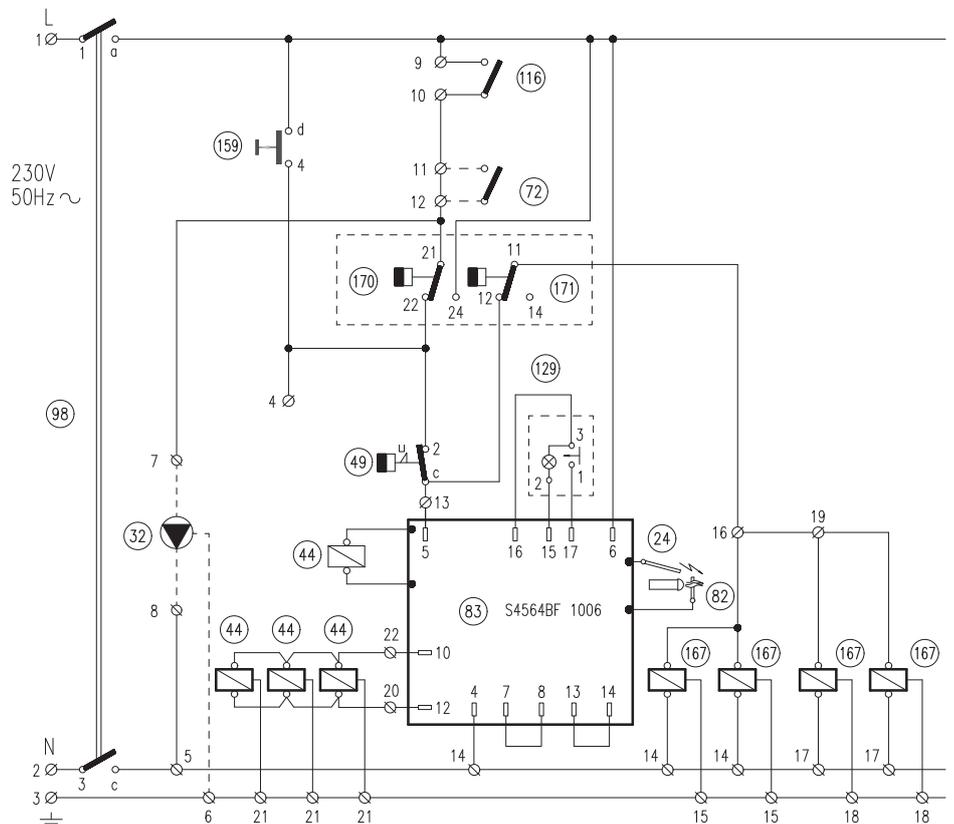 L
1
1 a
9
116
10
d
159
4
230V
50Hz
11
72
12
21 11
170 171
22 24 12 14
129
4
98
u 2
49
c
3
2 1
7
13
19
16
32
44
5 16 15 17 6
24
82
83 S4564BF 1006
8
44 44 44
22
10
167 167 167 167
20
12
4 7 8 13 14
N
5
14 14 14 17 17
2
3 c
3
6 21 21 21 15 15 18 18